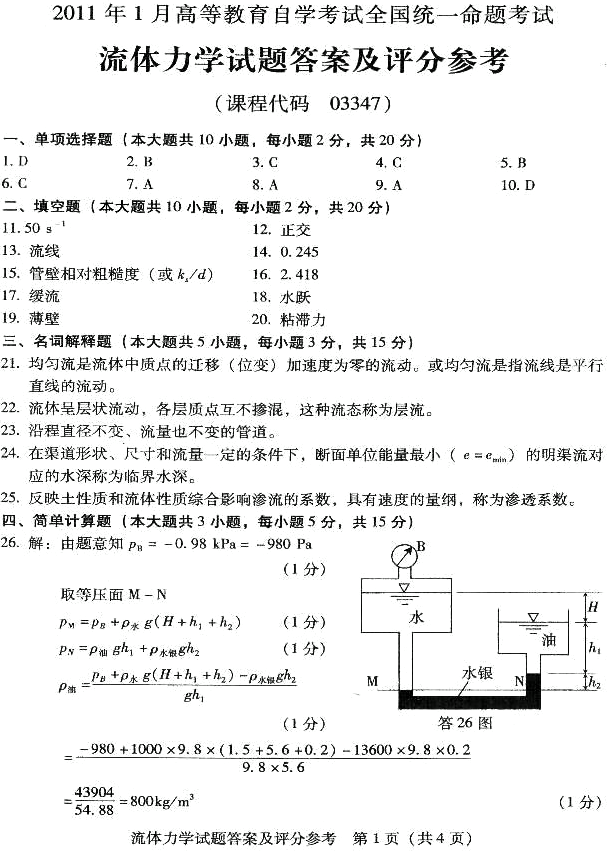 2011 年 1 月高等教育自学考试全国统一命题考试
流体力学试题答案及评分参考
(课程代码 03347)
一、单项选择题（本大题共 10 小题，每小题 2 分，共 20 分）
1. D 2. B 3. C 4. C 5. B
6. C 7. A 8. A 9. A 10. D
二、填空题（本大题共 10 小题，每小题 2 分，共 20 分）
11. 50 s⁻¹ 12. 正交
13. 流线 14. 0.245
15. 管壁相对粗糙度（或 kₛ/d） 16. 2.418
17. 缓流 18. 水跃
19. 薄壁 20. 粘滞力
三、名词解释题（本大题共 5 小题，每小题 3 分，共 15 分）
21. 均匀流是流体中质点的迁移（位变）加速度为零的流动。或均匀流是指流线是平行
直线的流动。
22. 流体呈层状流动，各层质点互不掺混，这种流态称为层流。
23. 沿程直径不变、流量也不变的管道。
24. 在渠道形状、尺寸和流量一定的条件下，断面单位能量最小（ e = e_min ）的明渠流对
应的水深称为临界水深。
25. 反映土性质和流体性质综合影响渗流的系数，具有速度的量纲，称为渗透系数。
四、简单计算题（本大题共 3 小题，每小题 5 分，共 15 分）
26. 解：由题意知 p_B = -0.98 kPa = -980 Pa
(1 分)
取等压面 M-N
p_M = p_B + ρ_水 g(H + h₁ + h₂) (1 分)
p_N = ρ_油 gh₁ + ρ_水银 gh₂ (1 分)
ρ_油 = (p_B + ρ_水 g(H + h₁ + h₂) - ρ_水银 gh₂) / gh₁
(1 分)
B
H
水
油
h₁
水银
M
N
h₂
答 26 图
= (-980 + 1000 × 9.8 × (1.5 + 5.6 + 0.2) - 13600 × 9.8 × 0.2) / 9.8 × 5.6
= 43904 / 54.88 = 800kg/m³ (1 分)
流体力学试题答案及评分参考 第 1 页（共 4 页）